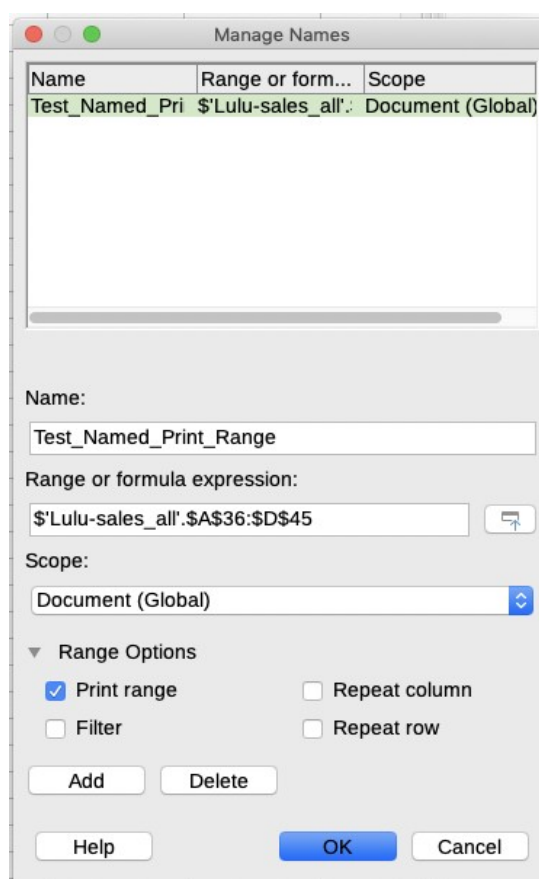 Manage Names
Name Range or form... Scope
Test_Named_Pri $'Lulu-sales_all'.: Document (Global)
Name:
Test_Named_Print_Range
Range or formula expression:
$'Lulu-sales_all'.$A$36:$D$45
Scope:
Document (Global)
Range Options
Print range Repeat column
Filter Repeat row
Add Delete
Help OK Cancel